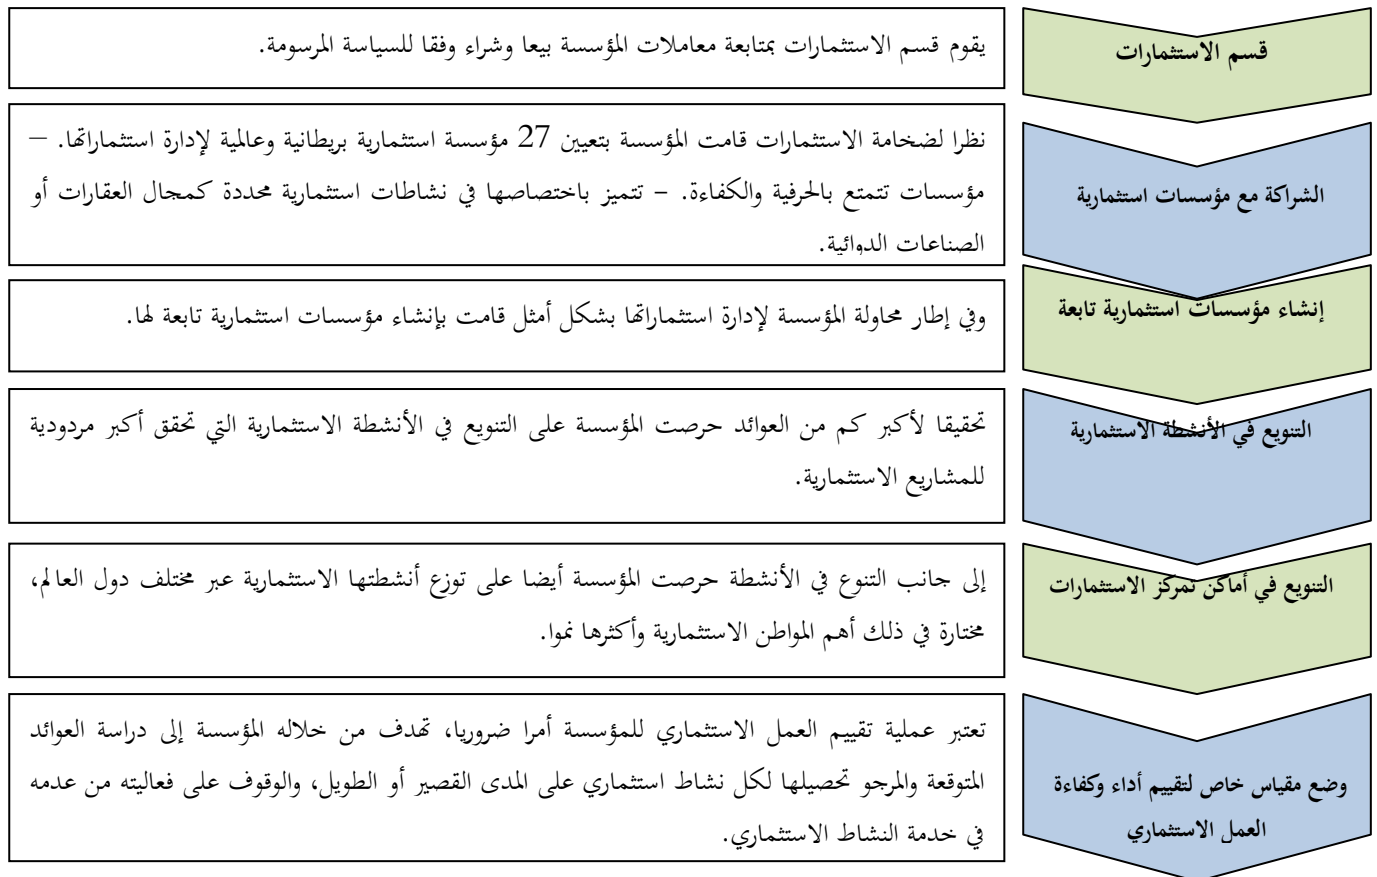 قسم الاستثمارات
يقوم قسم الاستثمارات بمتابعة معاملات المؤسسة بيعا وشراء وفقا للسياسة المرسومة.
الشراكة مع مؤسسات استثمارية
نظرا لضخامة الاستثمارات قامت المؤسسة بتعيين 27 مؤسسة استثمارية بريطانية وعالمية لإدارة استثماراتها. –
مؤسسات تتمتع بالحرفية والكفاءة. – تتميز باختصاصها في نشاطات استثمارية محددة كمجال العقارات أو
الصناعات الدوائية.
إنشاء مؤسسات استثمارية تابعة
وفي إطار محاولة المؤسسة لإدارة استثماراتها بشكل أمثل قامت بإنشاء مؤسسات استثمارية تابعة لها.
التنويع في الأنشطة الاستثمارية
تحقيقا لأكبر كم من العوائد حرصت المؤسسة على التنويع في الأنشطة الاستثمارية التي تحقق أكبر مردودية
للمشاريع الاستثمارية.
التنويع في أماكن تمركز الاستثمارات
إلى جانب التنوع في الأنشطة حرصت المؤسسة أيضا على توزع أنشطتها الاستثمارية عبر مختلف دول العالم،
مختارة في ذلك أهم المواطن الاستثمارية وأكثرها نموا.
وضع مقياس خاص لتقييم أداء وكفاءة
العمل الاستثماري
تعتبر عملية تقييم العمل الاستثماري للمؤسسة أمرا ضروريا، تهدف من خلاله المؤسسة إلى دراسة العوائد
المتوقعة والمرجو تحصيلها لكل نشاط استثماري على المدى القصير أو الطويل، والوقوف على فعاليته من عدمه
في خدمة النشاط الاستثماري.